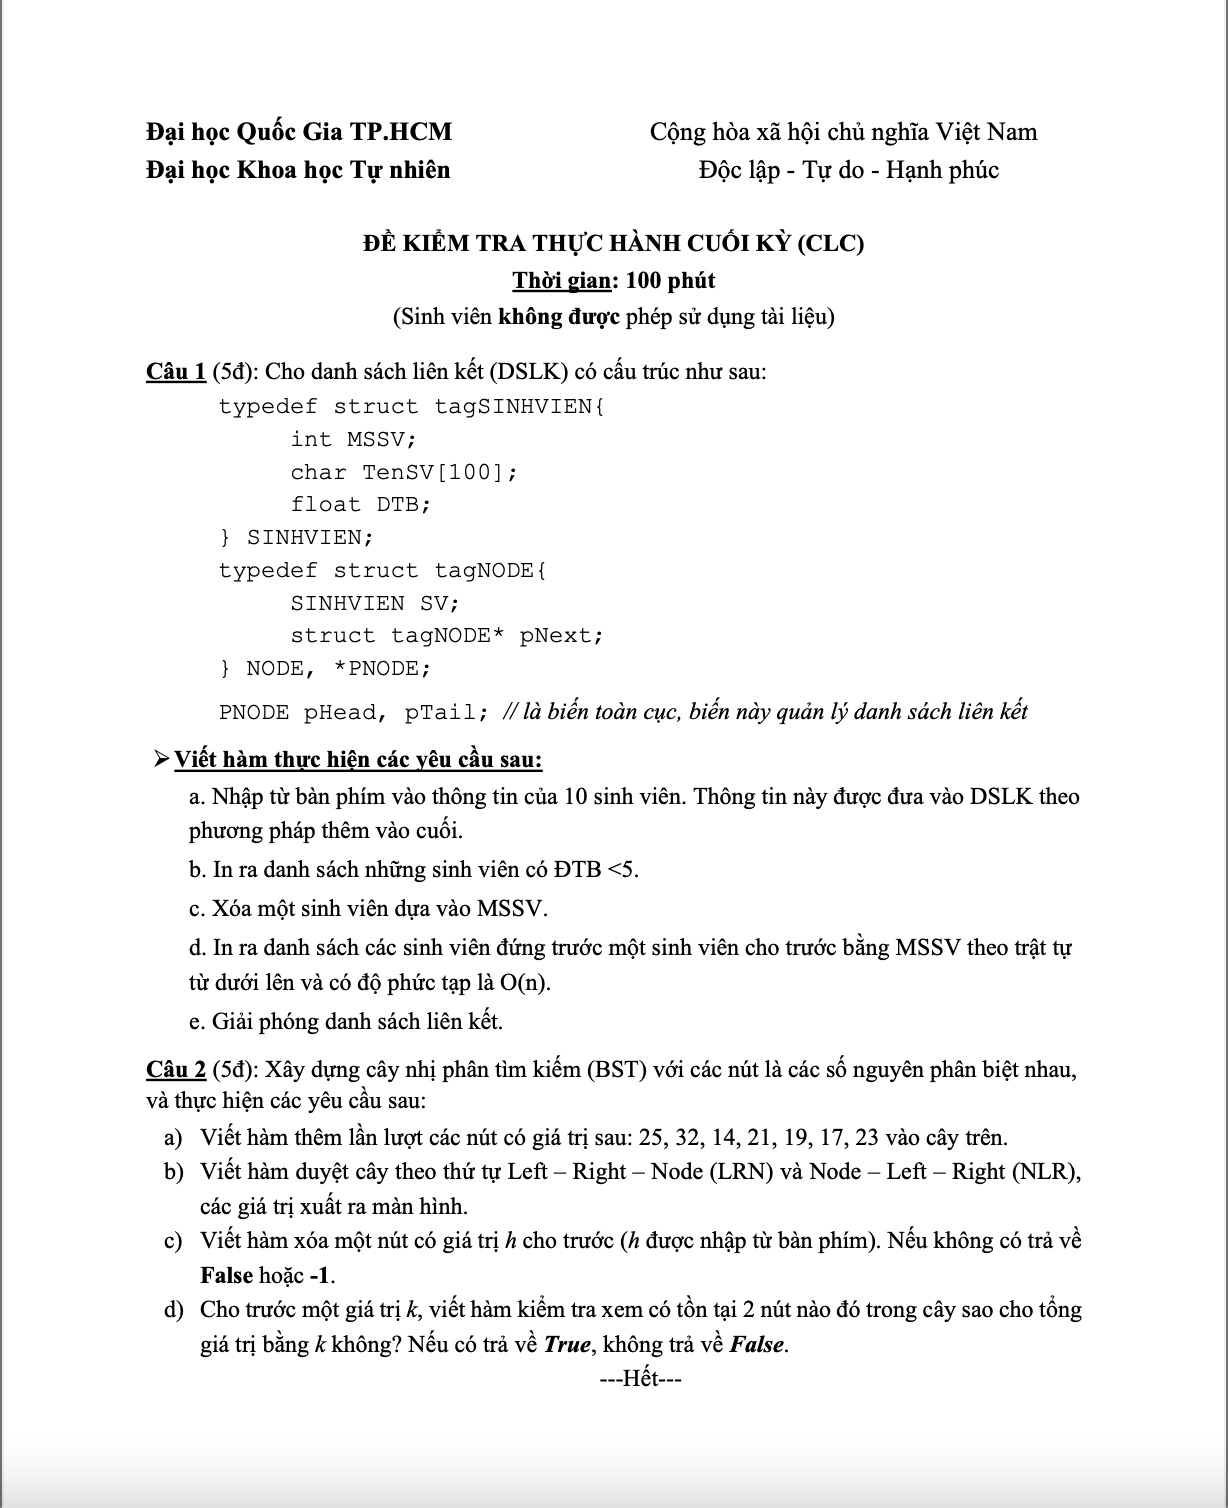 Đại học Quốc Gia TP.HCM
Cộng hòa xã hội chủ nghĩa Việt Nam
Đại học Khoa học Tự nhiên
Độc lập - Tự do - Hạnh phúc
ĐỀ KIỂM TRA THỰC HÀNH CUỐI KỲ (CLC)
Thời gian: 100 phút
(Sinh viên không được phép sử dụng tài liệu)
Câu 1 (5đ): Cho danh sách liên kết (DSLK) có cấu trúc như sau:
typedef struct tagSINHVIEN{
int MSSV;
char TenSV[100];
float DTB;
} SINHVIEN;
typedef struct tagNODE{
SINHVIEN SV;
struct tagNODE* pNext;
} NODE, *PNODE;
PNODE pHead, pTail; // là biến toàn cục, biến này quản lý danh sách liên kết
➢ Viết hàm thực hiện các yêu cầu sau:
a. Nhập từ bàn phím vào thông tin của 10 sinh viên. Thông tin này được đưa vào DSLK theo
phương pháp thêm vào cuối.
b. In ra danh sách những sinh viên có ĐTB <5.
c. Xóa một sinh viên dựa vào MSSV.
d. In ra danh sách các sinh viên đứng trước một sinh viên cho trước bằng MSSV theo trật tự
từ dưới lên và có độ phức tạp là O(n).
e. Giải phóng danh sách liên kết.
Câu 2 (5đ): Xây dựng cây nhị phân tìm kiếm (BST) với các nút là các số nguyên phân biệt nhau,
và thực hiện các yêu cầu sau:
a) Viết hàm thêm lần lượt các nút có giá trị sau: 25, 32, 14, 21, 19, 17, 23 vào cây trên.
b) Viết hàm duyệt cây theo thứ tự Left – Right – Node (LRN) và Node – Left – Right (NLR),
các giá trị xuất ra màn hình.
c) Viết hàm xóa một nút có giá trị h cho trước (h được nhập từ bàn phím). Nếu không có trả về
False hoặc -1.
d) Cho trước một giá trị k, viết hàm kiểm tra xem có tồn tại 2 nút nào đó trong cây sao cho tổng
giá trị bằng k không? Nếu có trả về True, không trả về False.
---Hết---